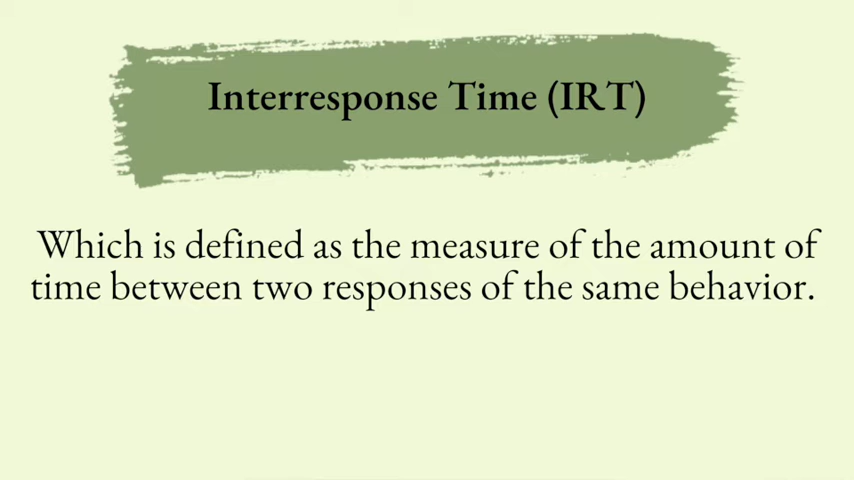 Interresponse Time (IRT)
Which is defined as the measure of the amount of
time between two responses of the same behavior.